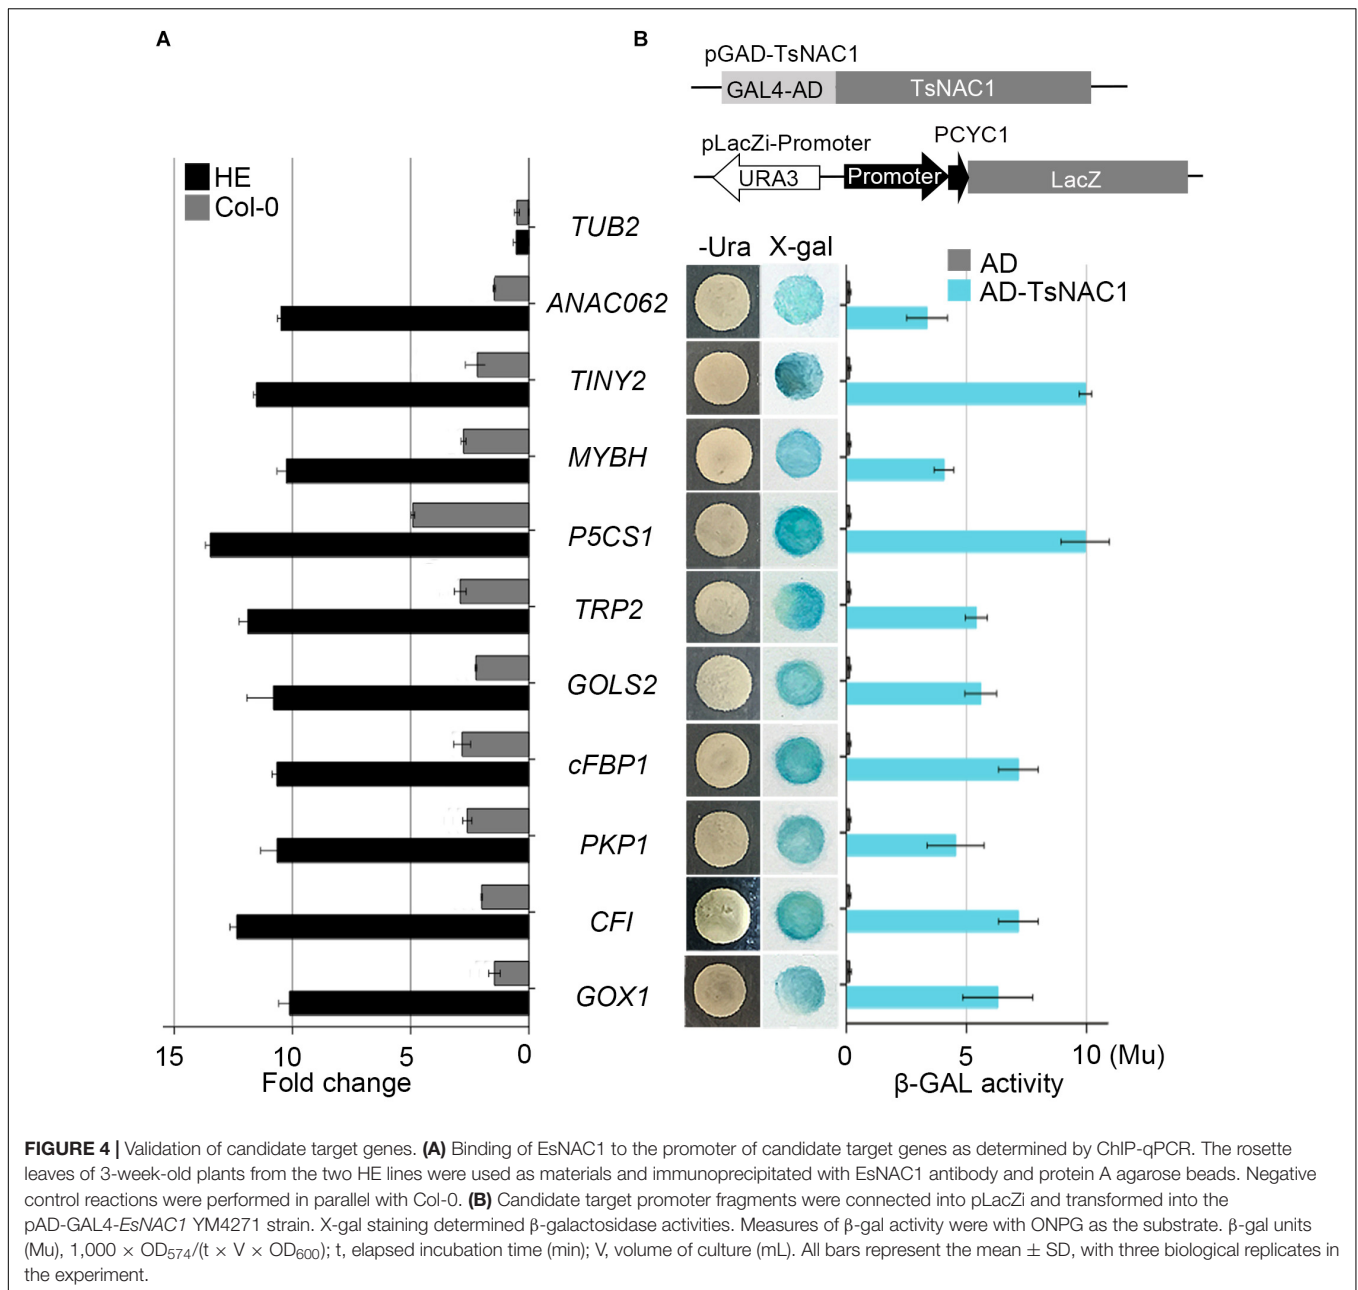 A
B
pGAD-TsNAC1
GAL4-AD TsNAC1
pLacZi-Promoter PCYC1
URA3 Promoter LacZ
HE
Col-0
-Ura X-gal
AD
AD-TsNAC1
TUB2
ANAC062
TINY2
MYBH
P5CS1
TRP2
GOLS2
cFBP1
PKP1
CFI
GOX1
15 10 5 0
Fold change
0 5 10 (Mu)
β-GAL activity
FIGURE 4 | Validation of candidate target genes. (A) Binding of EsNAC1 to the promoter of candidate target genes as determined by ChIP-qPCR. The rosette
leaves of 3-week-old plants from the two HE lines were used as materials and immunoprecipitated with EsNAC1 antibody and protein A agarose beads. Negative
control reactions were performed in parallel with Col-0. (B) Candidate target promoter fragments were connected into pLacZi and transformed into the
pAD-GAL4-EsNAC1 YM4271 strain. X-gal staining determined β-galactosidase activities. Measures of β-gal activity were with ONPG as the substrate. β-gal units
(Mu), 1,000 × OD574/(t × V × OD600); t, elapsed incubation time (min); V, volume of culture (mL). All bars represent the mean ± SD, with three biological replicates in
the experiment.